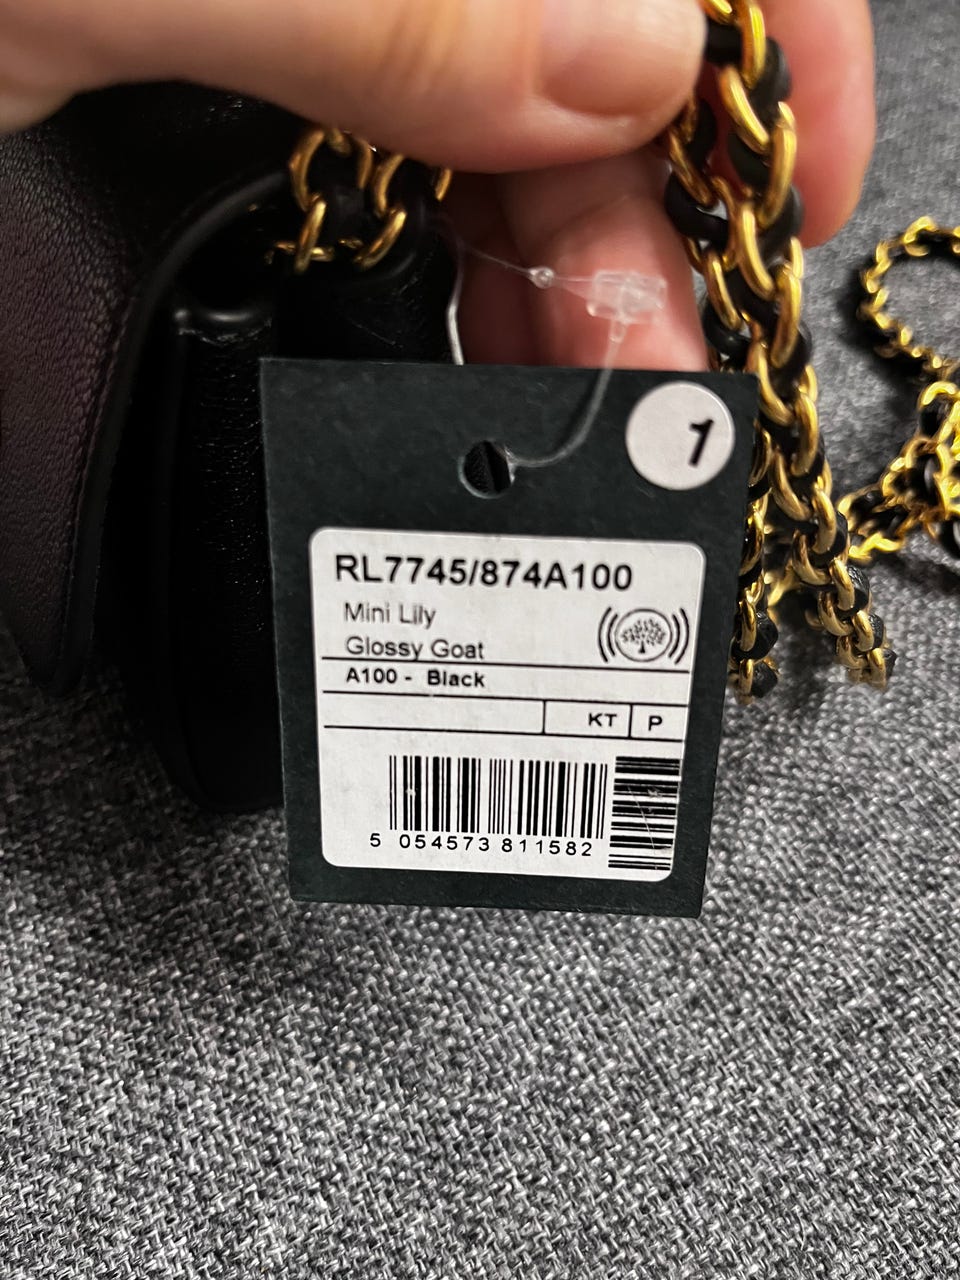 1
RL7745/874A100
Mini Lily
Glossy Goat
A100 - Black
KT P
5 054573 811582